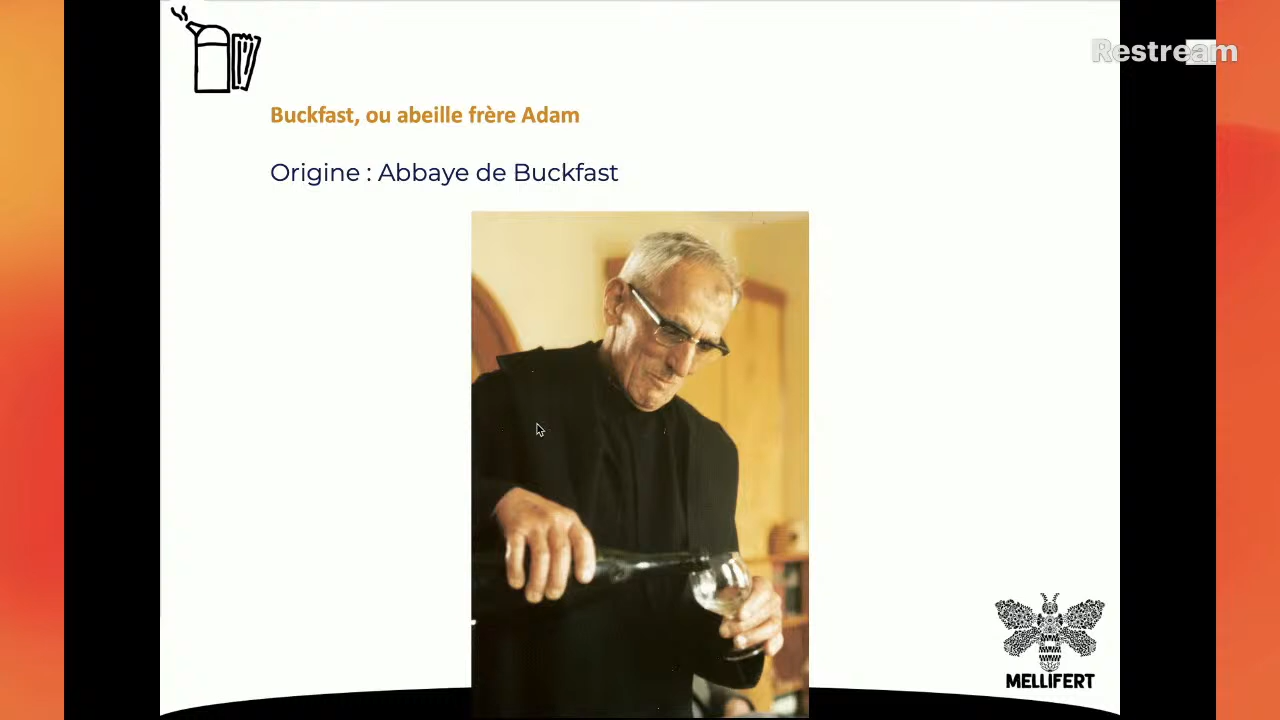 Restream
Buckfast, ou abeille frère Adam
Origine : Abbaye de Buckfast
MELLIFERT